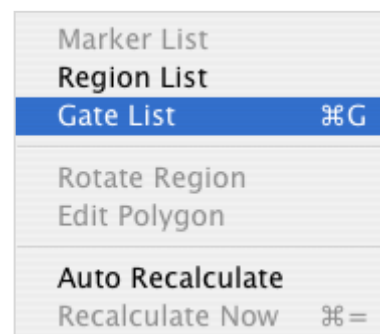 Marker List
Region List
Gate List ⌘G
Rotate Region
Edit Polygon
Auto Recalculate
Recalculate Now ⌘=